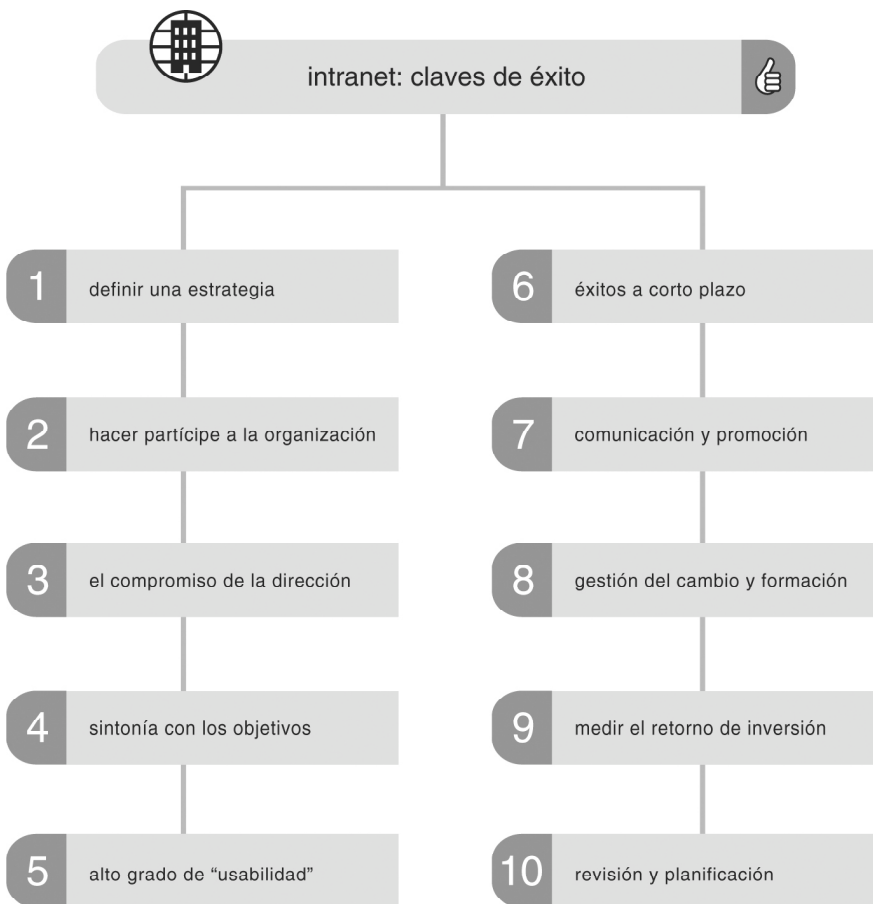 intranet: claves de éxito
1 definir una estrategia
2 hacer partícipe a la organización
3 el compromiso de la dirección
4 sintonía con los objetivos
5 alto grado de “usabilidad”
6 éxitos a corto plazo
7 comunicación y promoción
8 gestión del cambio y formación
9 medir el retorno de inversión
10 revisión y planificación